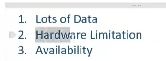 1. Lots of Data
2. Hardware Limitation
3. Availability